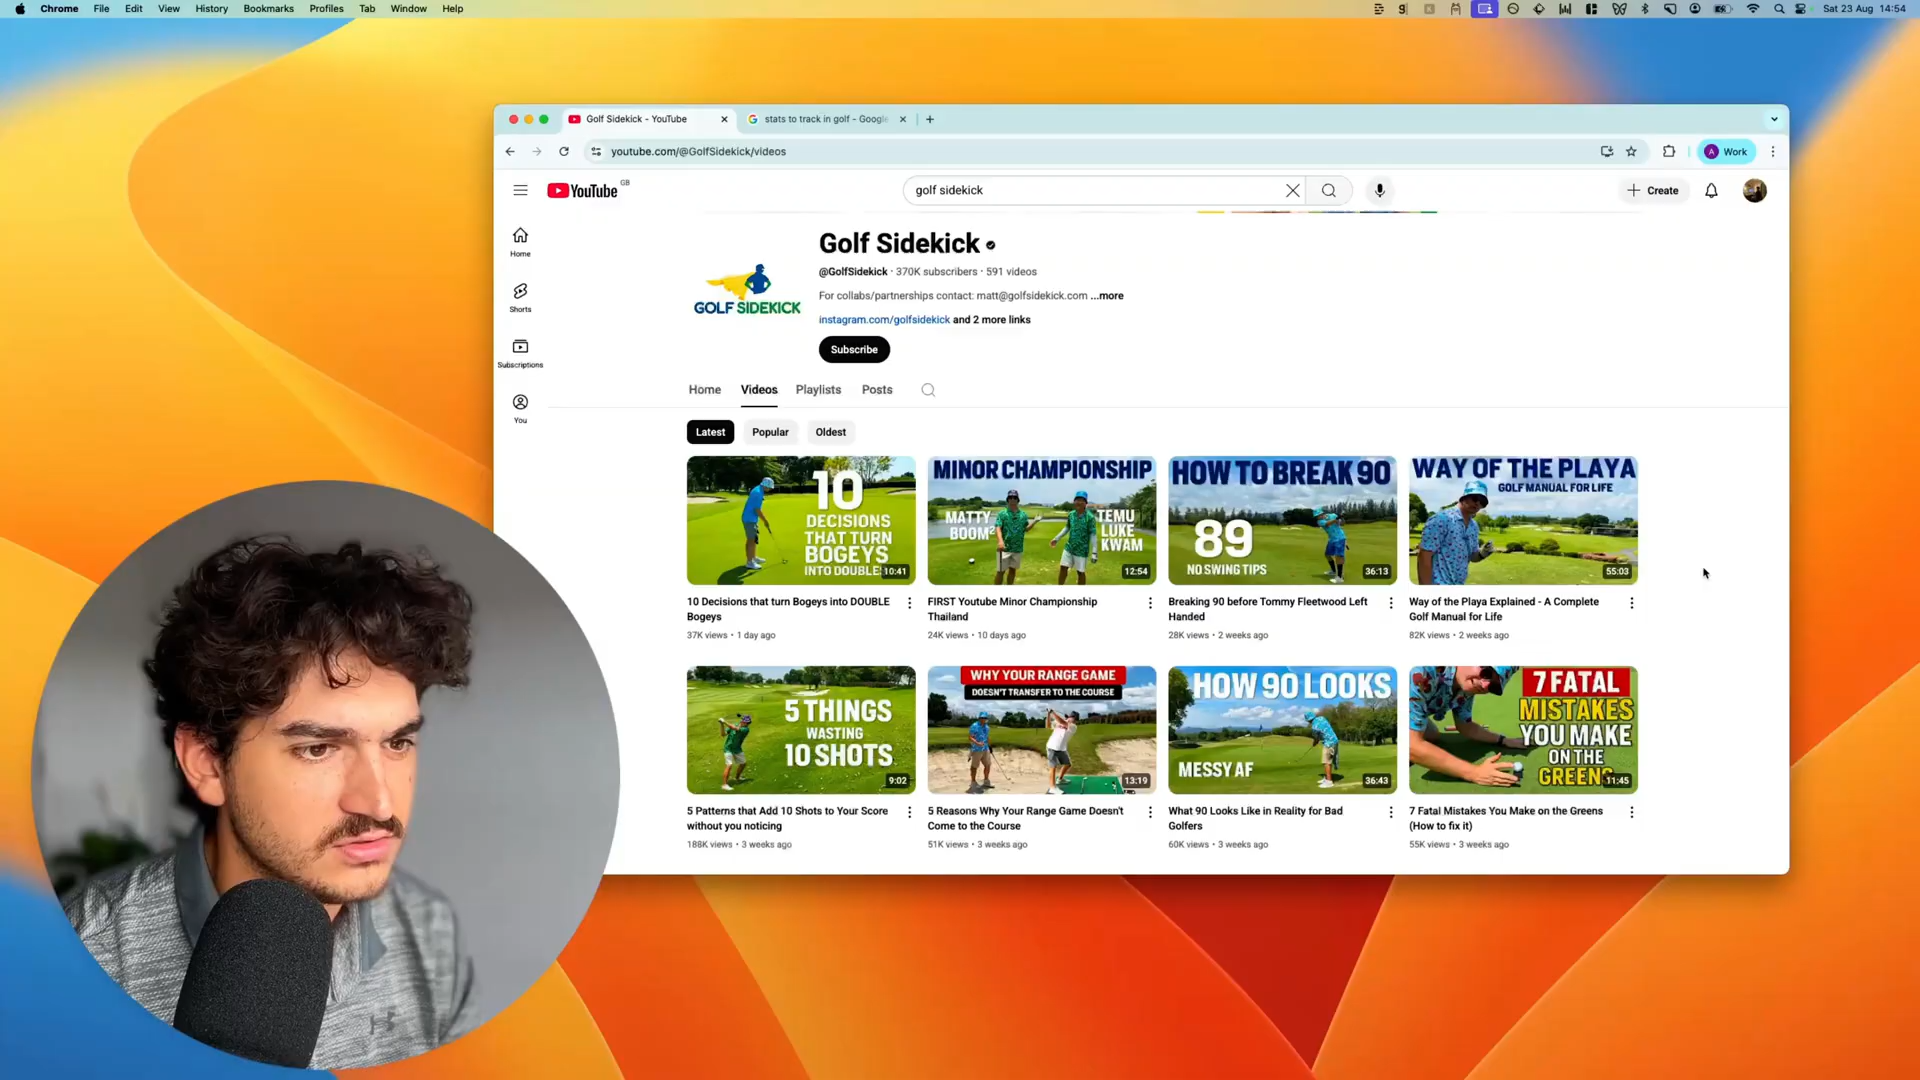 Chrome File Edit View History Bookmarks Profiles Tab Window Help
Sat 23 Aug 14:54
Golf Sidekick - YouTube
stats to track in golf - Google
youtube.com/@GolfSidekick/videos
Work
YouTube GB
golf sidekick
Create
Home
Shorts
Subscriptions
You
GOLF SIDEKICK
Golf Sidekick
@GolfSidekick · 370K subscribers · 591 videos
For collabs/partnerships contact: matt@golfsidekick.com ...more
instagram.com/golfsidekick and 2 more links
Subscribe
Home Videos Playlists Posts
Latest Popular Oldest
10
DECISIONS
THAT TURN
BOGEYS
INTO DOUBLE
10:41
10 Decisions that turn Bogeys into DOUBLE
Bogeys
37K views • 1 day ago
MINOR CHAMPIONSHIP
MATTY
BOOM²
TEMU
LUKE
KWAM
12:54
FIRST Youtube Minor Championship
Thailand
24K views • 10 days ago
HOW TO BREAK 90
89
NO SWING TIPS
36:13
Breaking 90 before Tommy Fleetwood Left
Handed
28K views • 2 weeks ago
WAY OF THE PLAYA
GOLF MANUAL FOR LIFE
55:03
Way of the Playa Explained - A Complete
Golf Manual for Life
82K views • 2 weeks ago
5 THINGS
WASTING
10 SHOTS
9:02
5 Patterns that Add 10 Shots to Your Score
without you noticing
188K views • 3 weeks ago
WHY YOUR RANGE GAME
DOESN'T TRANSFER TO THE COURSE
13:19
5 Reasons Why Your Range Game Doesn't
Come to the Course
51K views • 3 weeks ago
HOW 90 LOOKS
MESSY AF
36:43
What 90 Looks Like in Reality for Bad
Golfers
60K views • 3 weeks ago
7 FATAL
MISTAKES
YOU MAKE
ON THE
GREENS
11:45
7 Fatal Mistakes You Make on the Greens
(How to fix it)
55K views • 3 weeks ago